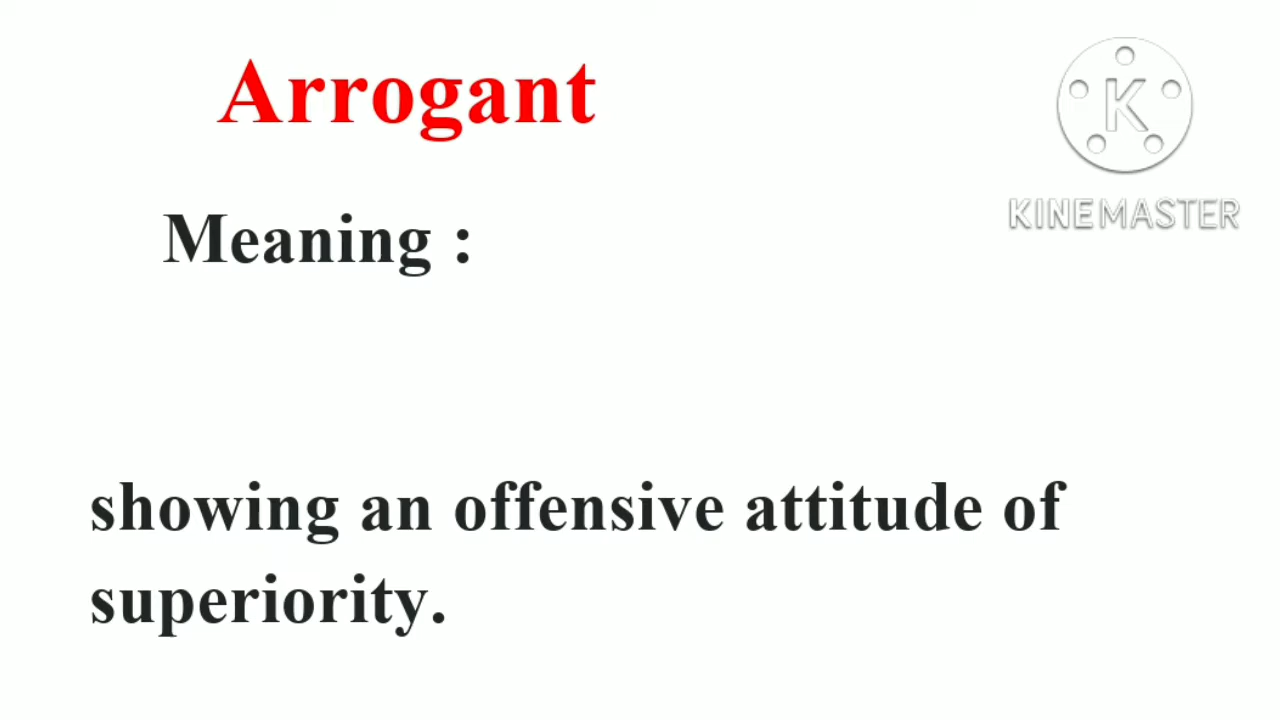 Arrogant
K
KINEMASTER
Meaning :
showing an offensive attitude of
superiority.